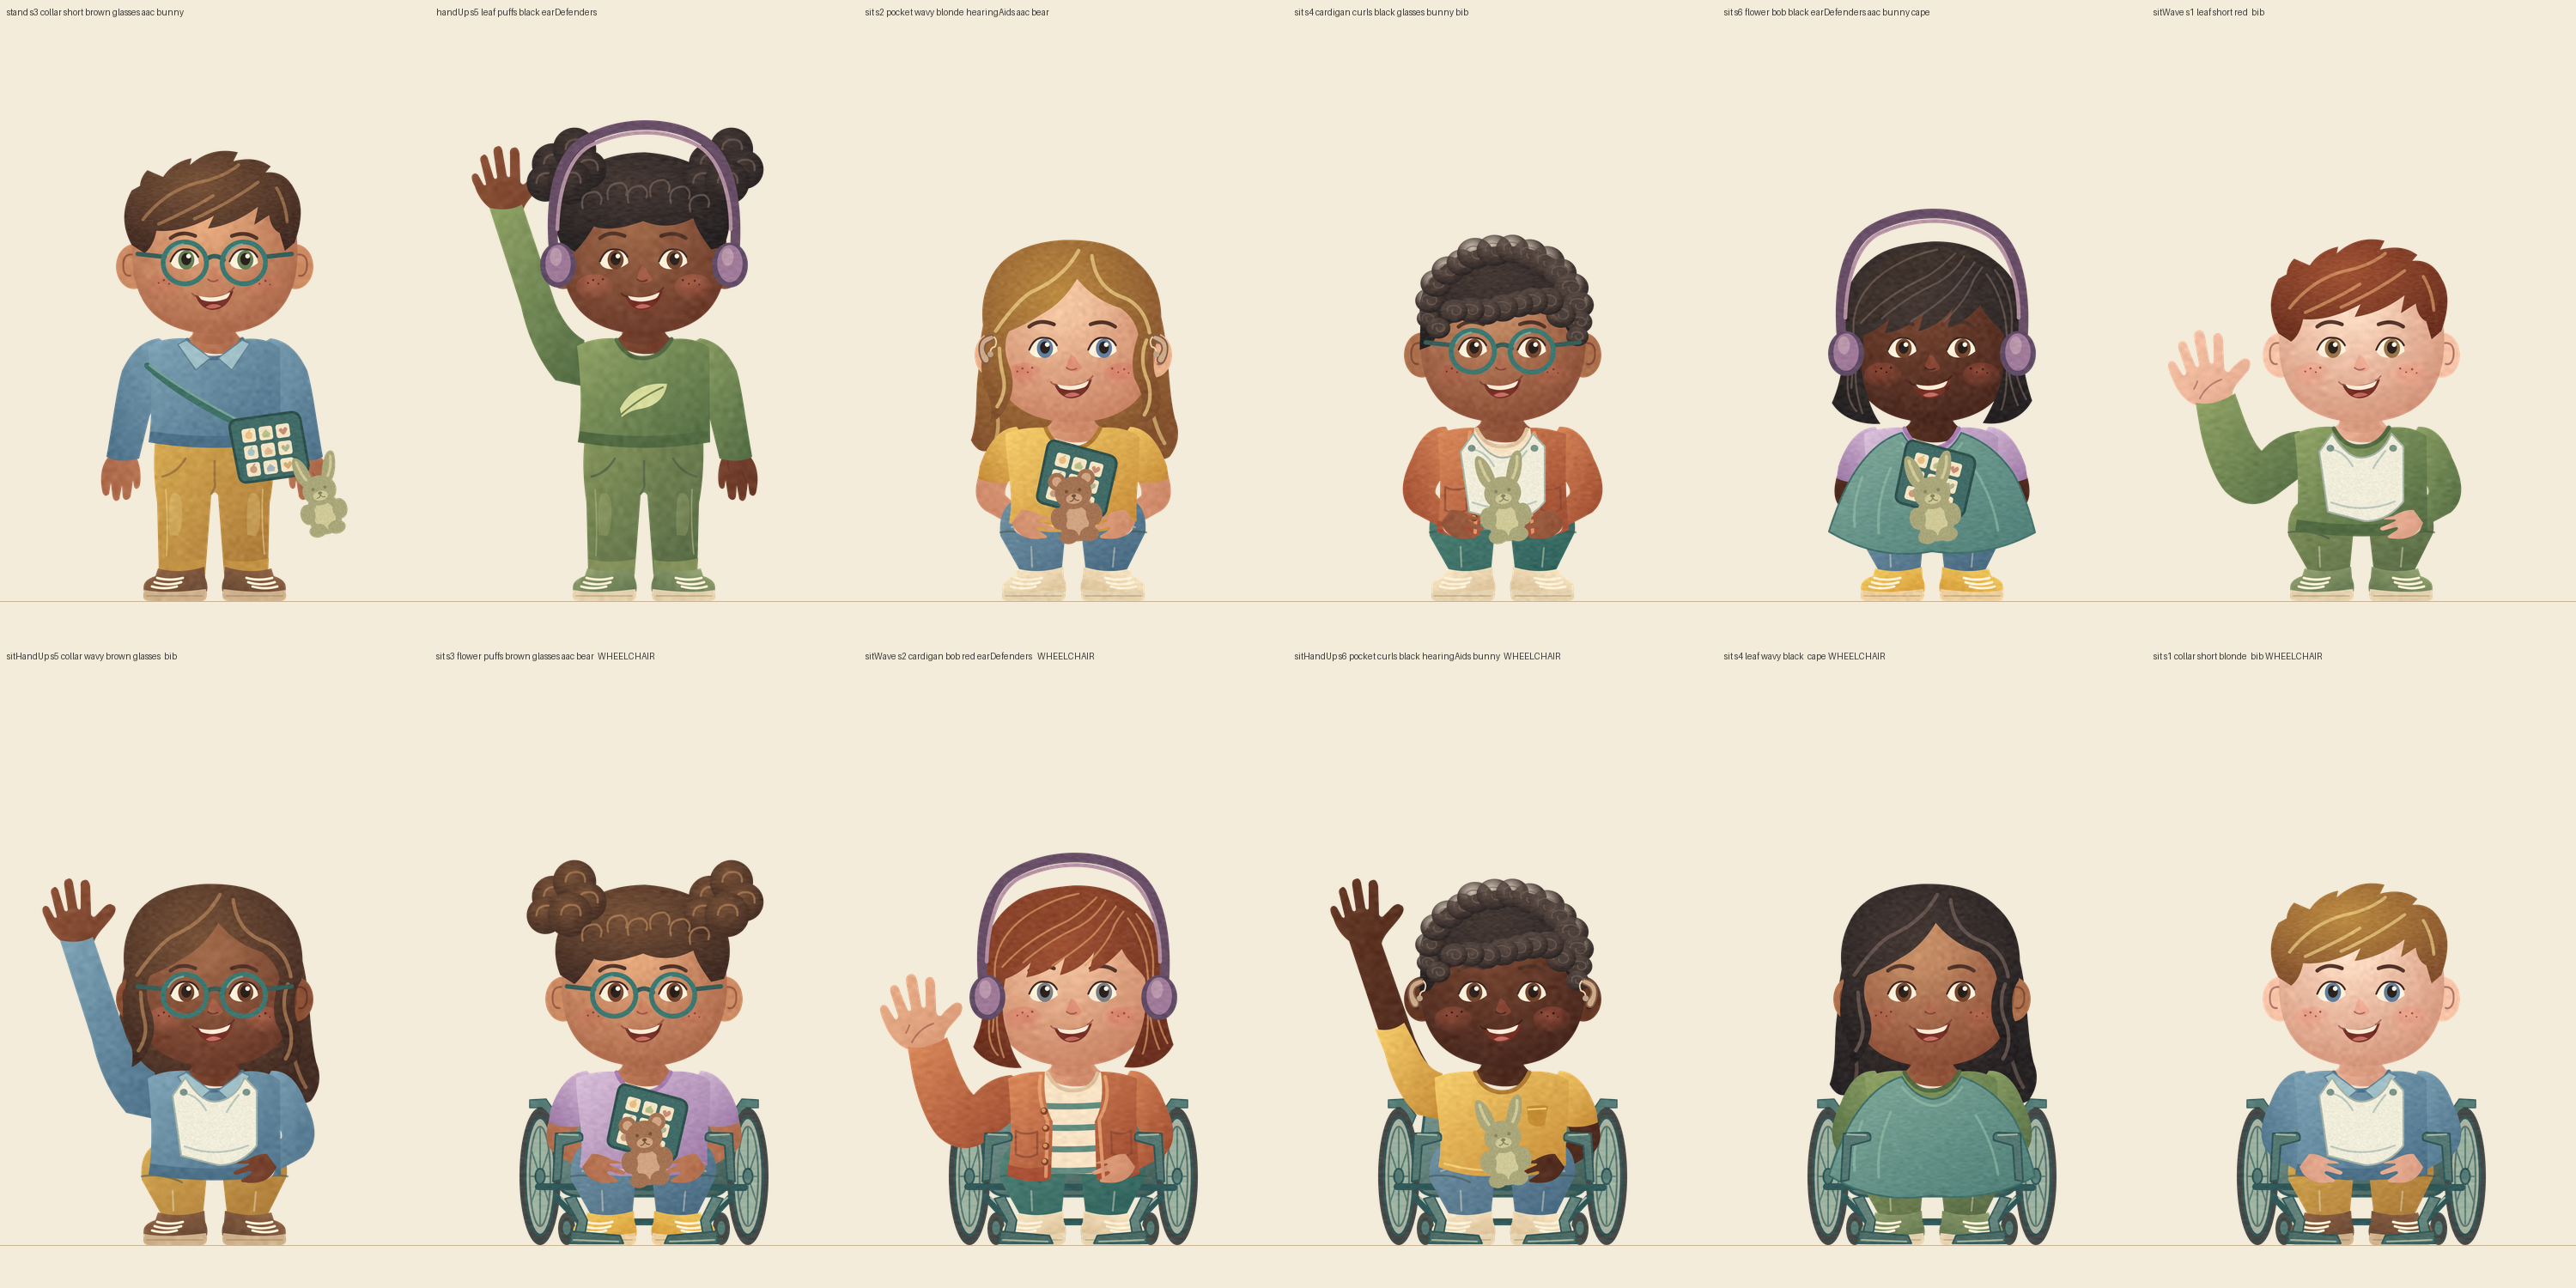 stand s3 collar short brown glasses aac bunny
handUp s5 leaf puffs black earDefenders
sit s2 pocket wavy blonde hearingAids aac bear
sit s4 cardigan curls black glasses bunny bib
sit s6 flower bob black earDefenders aac bunny cape
sitWave s1 leaf short red bib
sitHandUp s5 collar wavy brown glasses bib
sit s3 flower puffs brown glasses aac bear WHEELCHAIR
sitWave s2 cardigan bob red earDefenders WHEELCHAIR
sitHandUp s6 pocket curls black hearingAids bunny WHEELCHAIR
sit s4 leaf wavy black cape WHEELCHAIR
sit s1 collar short blonde bib WHEELCHAIR